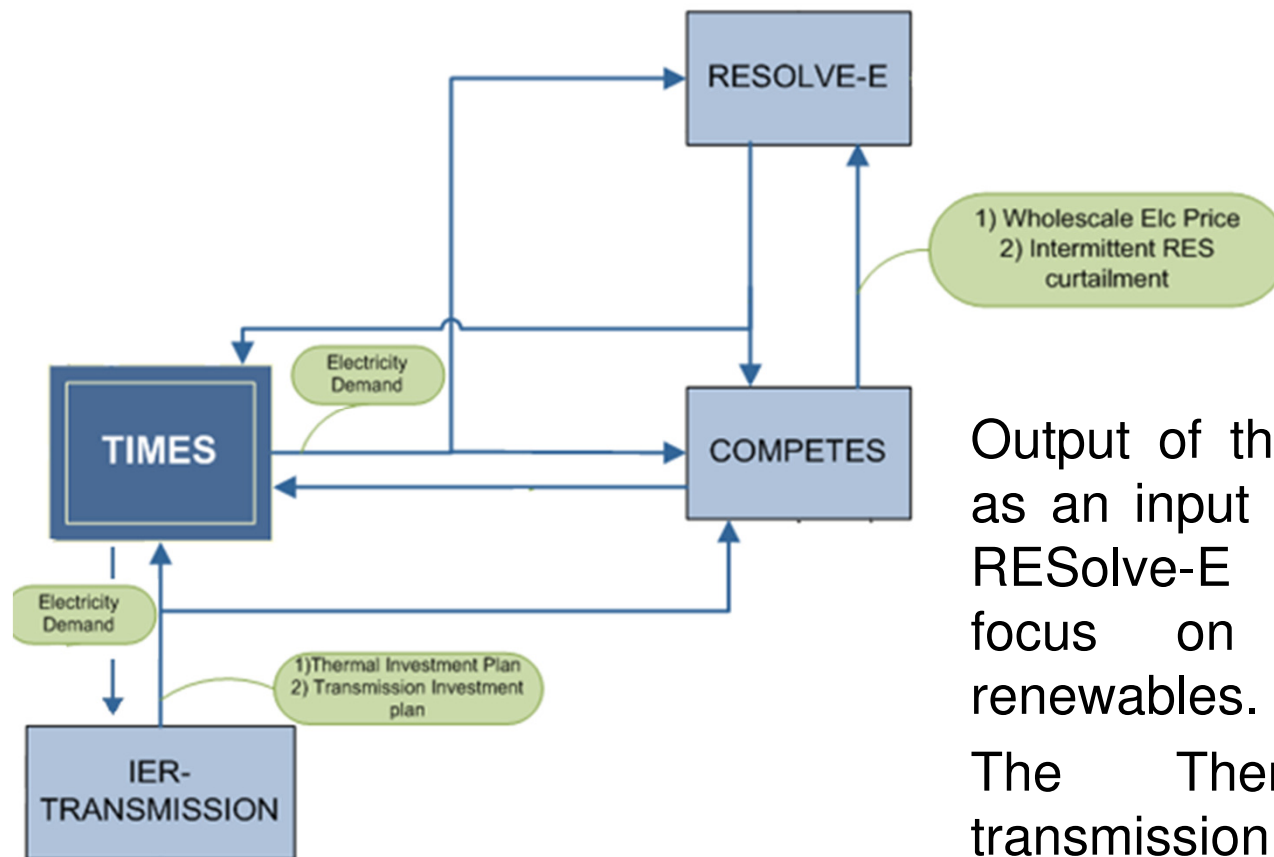 RESOLVE-E
1) Wholescale Elc Price
2) Intermittent RES
curtailment
Electricity
Demand
TIMES
COMPETES
Electricity
Demand
1)Thermal Investment Plan
2) Transmission Investment
plan
IER-
TRANSMISSION
Output of th
as an input
RESolve-E
focus on
renewables.
The Ther
transmission